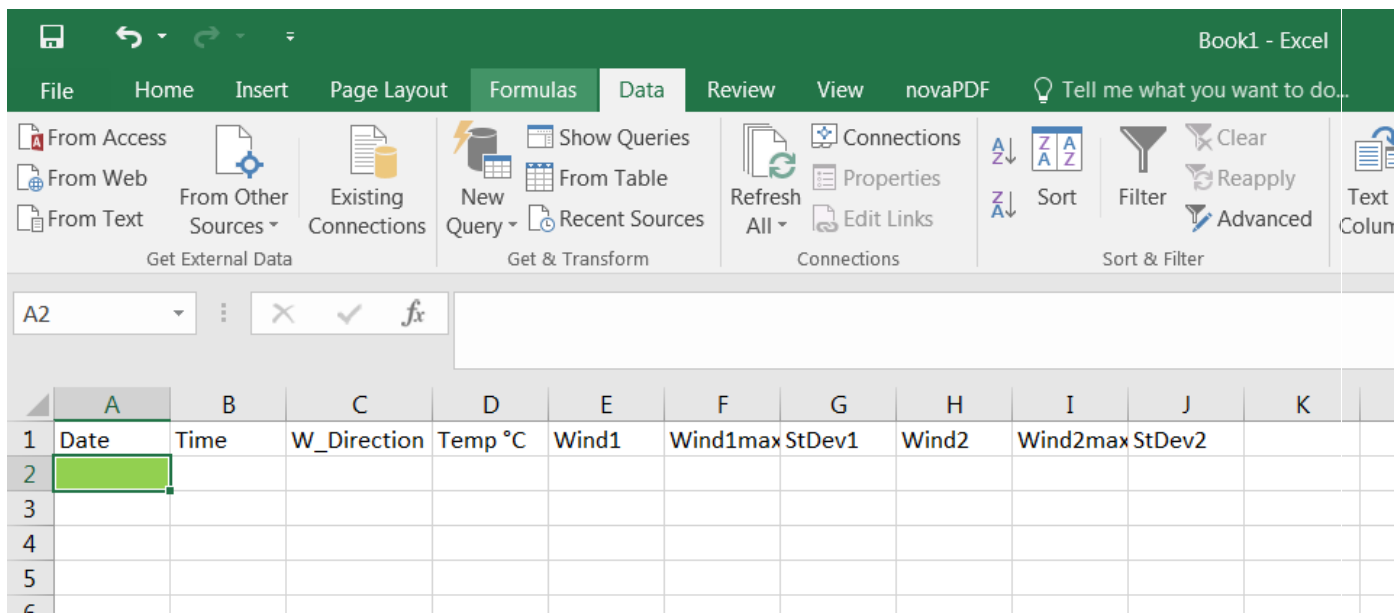 Book1 - Excel
File Home Insert Page Layout Formulas Data Review View novaPDF Tell me what you want to do...
From Access
From Web
From Text
From Other
Sources
Existing
Connections
Get External Data
New
Query
Show Queries
From Table
Recent Sources
Get & Transform
Refresh
All
Connections
Properties
Edit Links
Connections
A
Z
Z
A
Z A
A Z
Sort
Filter
Clear
Reapply
Advanced
Sort & Filter
Text
Colum
A2
fx
A B C D E F G H I J K
1 Date Time W_Direction Temp °C Wind1 Wind1max StDev1 Wind2 Wind2max StDev2
2
3
4
5
6